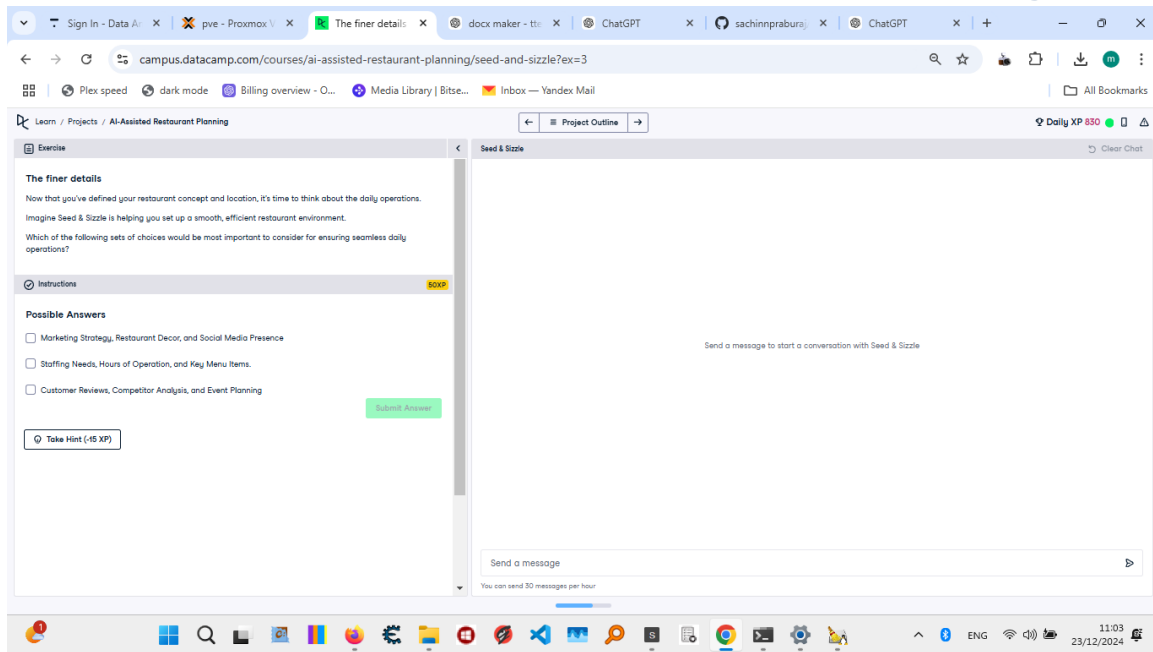 Sign In - Data A
pve - Proxmox V
The finer details
docx maker - tte
ChatGPT
sachinnpraburaj
ChatGPT
campus.datacamp.com/courses/ai-assisted-restaurant-planning/seed-and-sizzle?ex=3
m
Plex speed
dark mode
Billing overview - O...
Media Library | Bitse...
Inbox — Yandex Mail
All Bookmarks
Learn / Projects / AI-Assisted Restaurant Planning
Project Outline
Daily XP 830
Exercise
Seed & Sizzle
Clear Chat
The finer details
Now that you've defined your restaurant concept and location, it's time to think about the daily operations.
Imagine Seed & Sizzle is helping you set up a smooth, efficient restaurant environment.
Which of the following sets of choices would be most important to consider for ensuring seamless daily
operations?
Instructions
50XP
Possible Answers
Marketing Strategy, Restaurant Decor, and Social Media Presence
Staffing Needs, Hours of Operation, and Key Menu Items.
Customer Reviews, Competitor Analysis, and Event Planning
Submit Answer
Take Hint (-15 XP)
Send a message to start a conversation with Seed & Sizzle
Send a message
You can send 30 messages per hour
1
S
ENG
11:03
23/12/2024